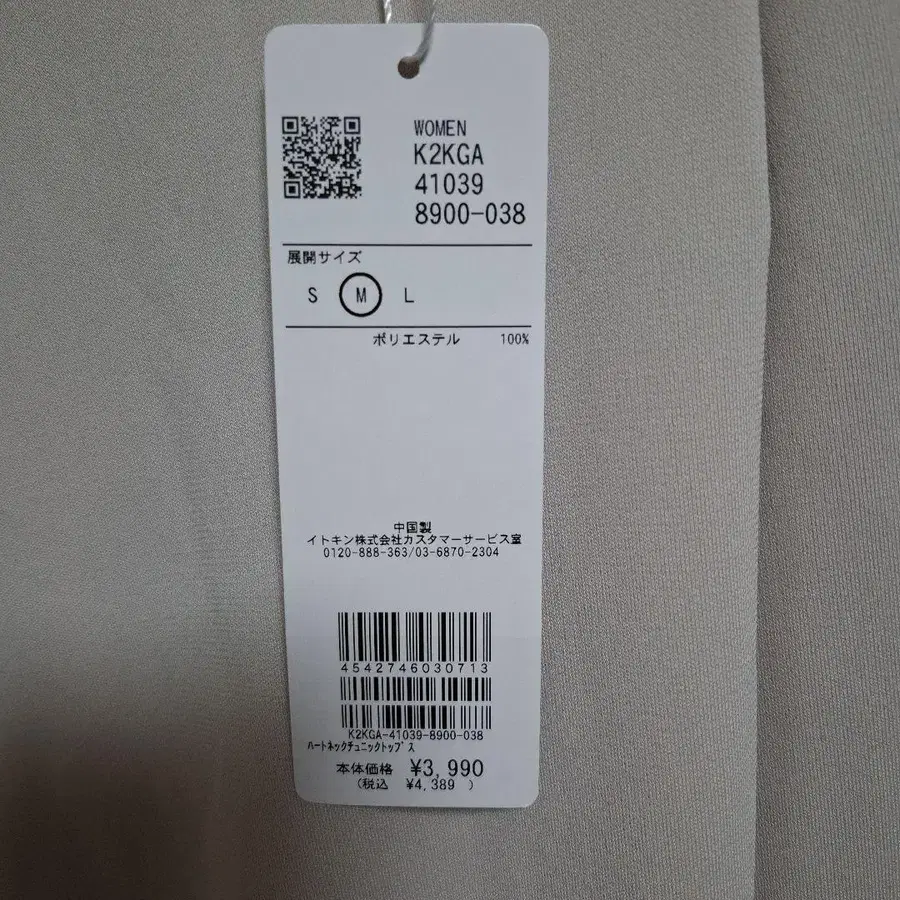 WOMEN
K2KGA
41039
8900-038
展開サイズ
S M L
ポリエステル 100%
中国製
イトキン株式会社カスタマーサービス室
0120-888-363/03-6870-2304
4542746030713
K2KGA-41039-8900-038
ﾊｰﾄﾈｯｸﾁｭﾆｯｸﾄｯﾌﾟｽ
本体価格 ¥3,990
(税込 ¥4,389 )